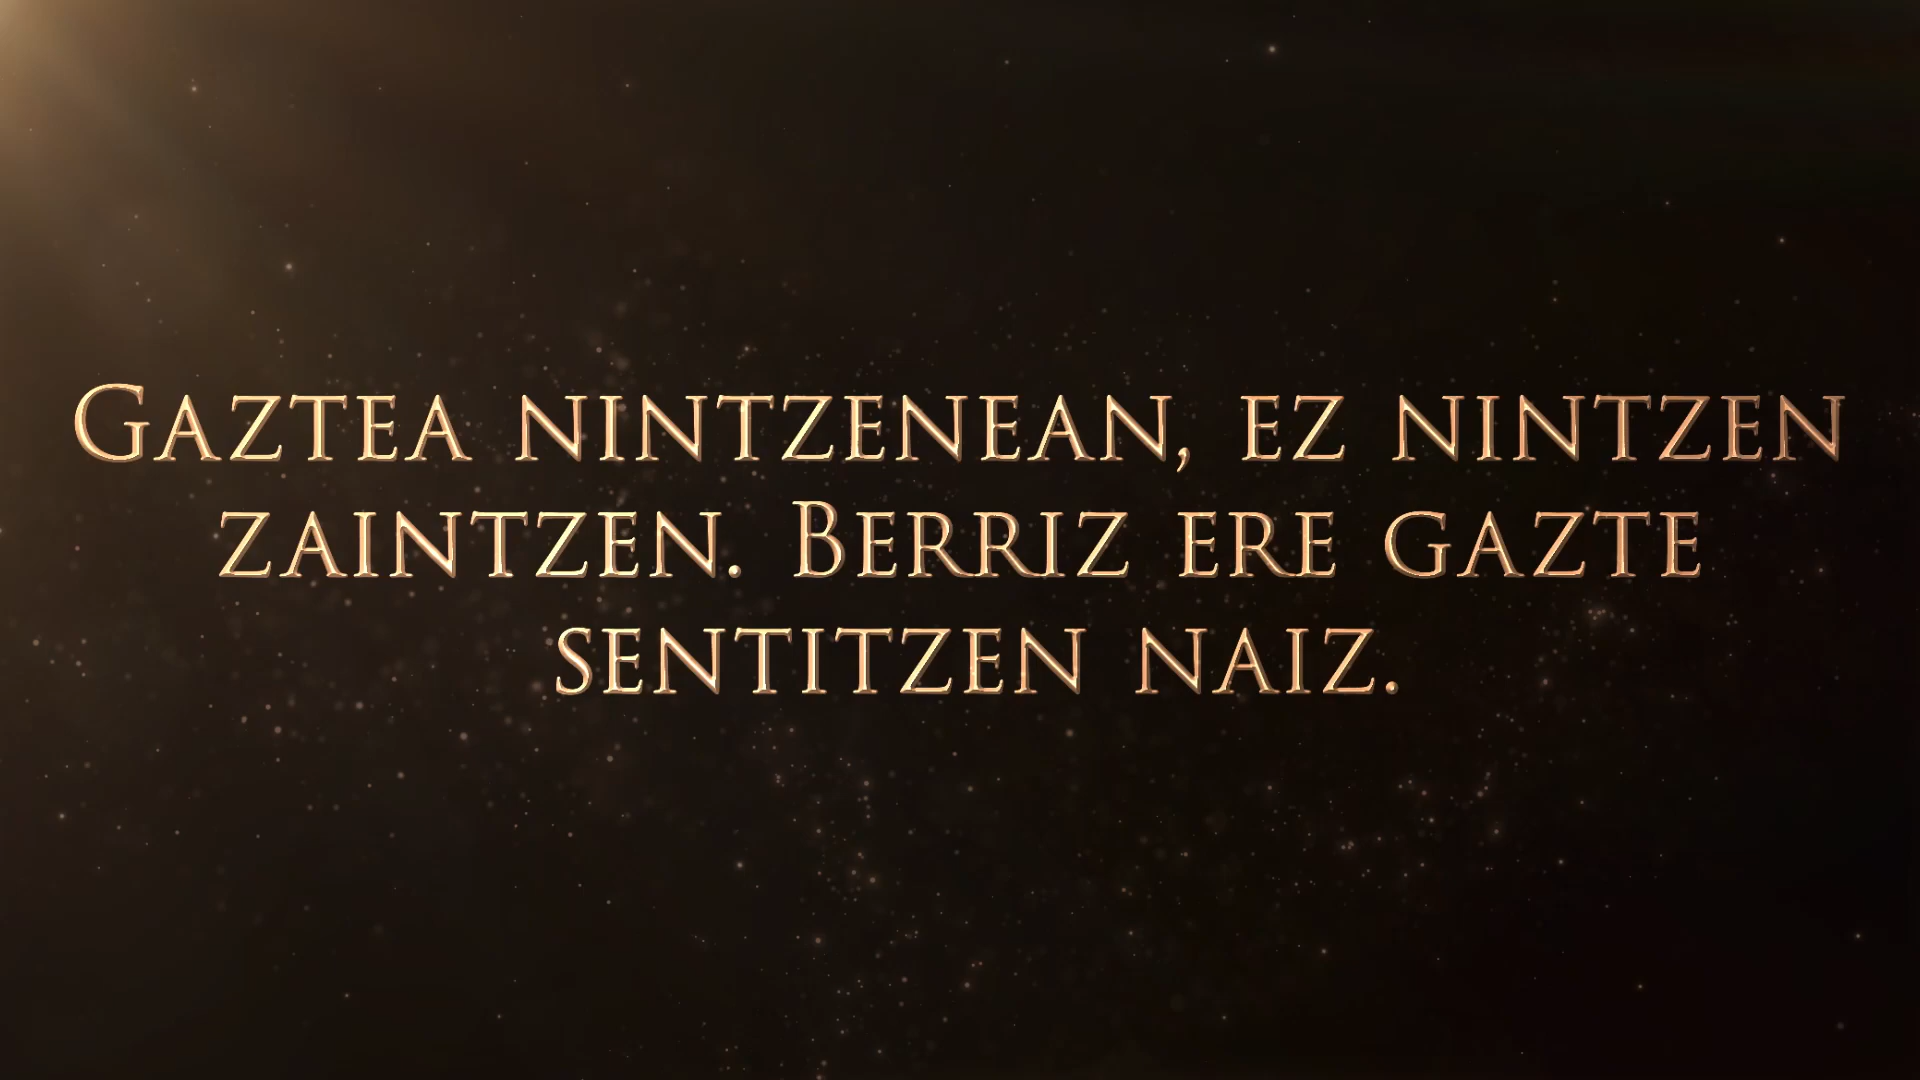 Gaztea nintzenean, ez nintzen
zaintzen. Berriz ere gazte
sentitzen naiz.